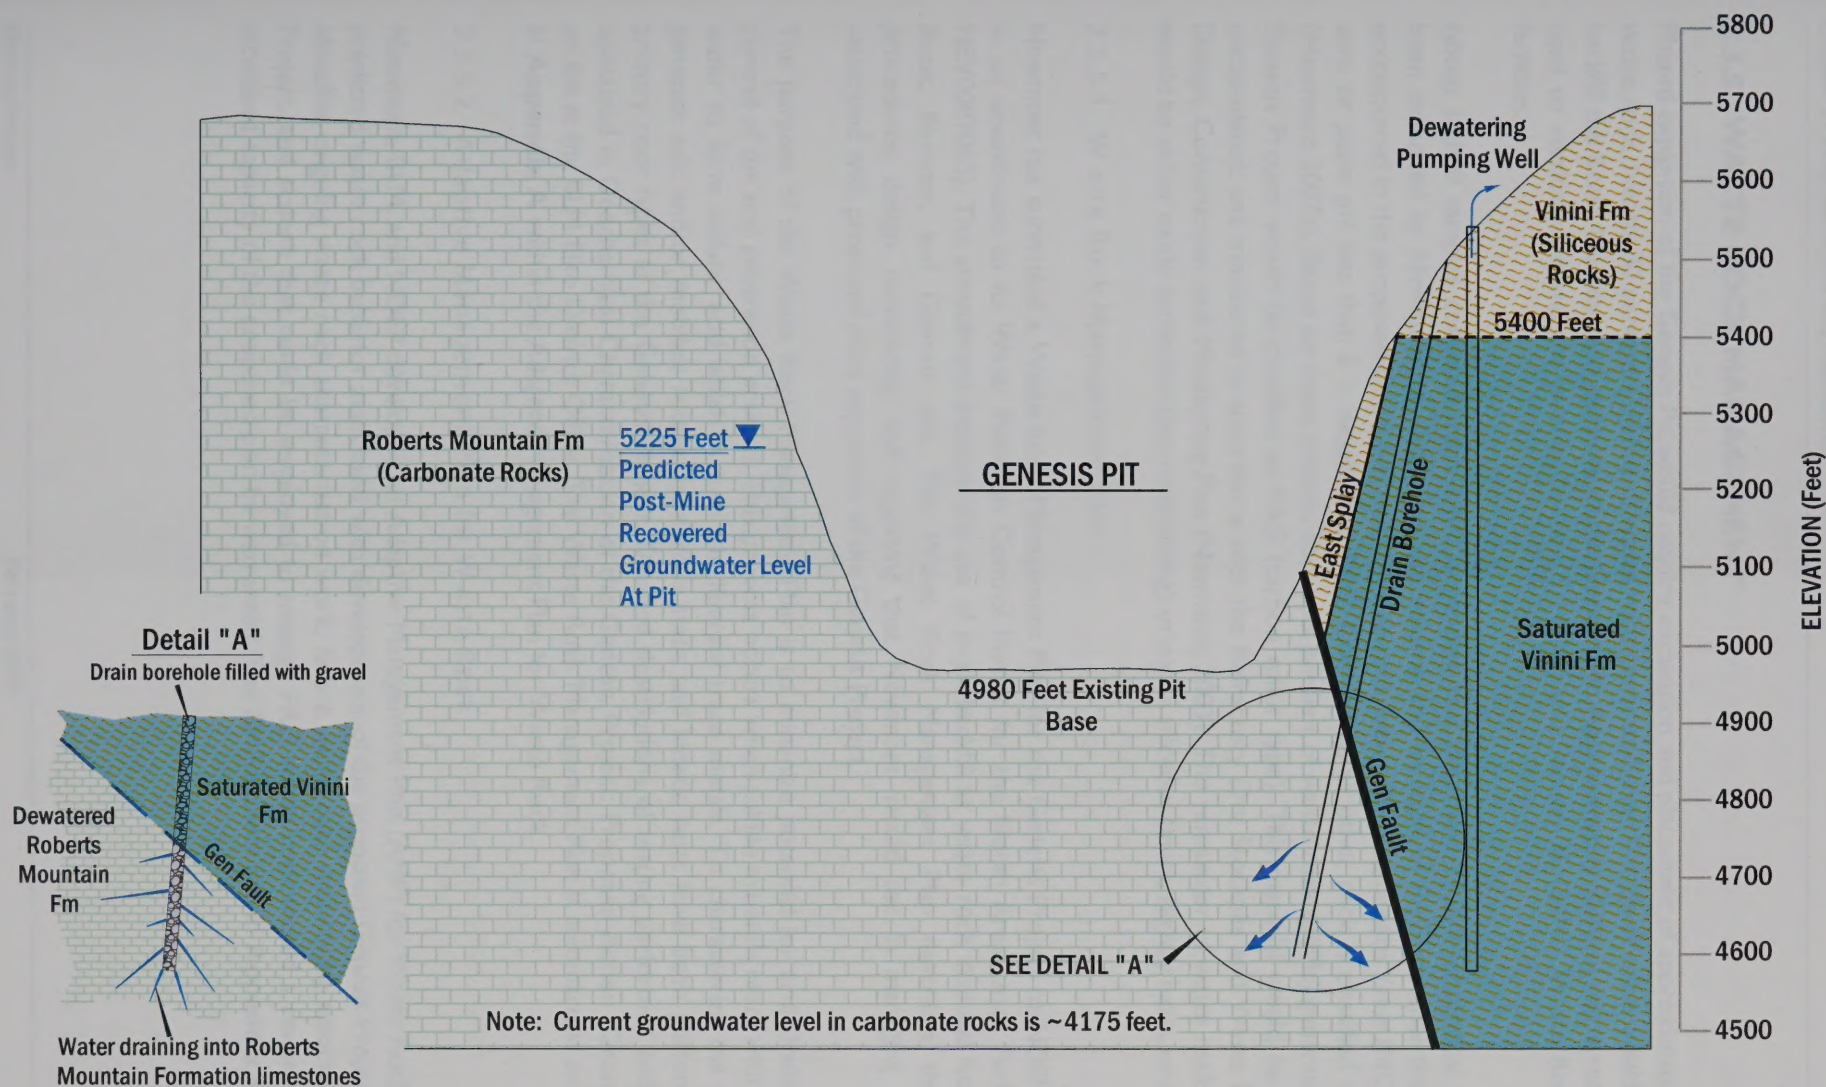 5800
5700
5600
5500
5400
5300
5200
5100
5000
4900
4800
4700
4600
4500
ELEVATION (Feet)
Dewatering
Pumping Well
Vinini Fm
(Siliceous
Rocks)
5400 Feet
Roberts Mountain Fm
(Carbonate Rocks)
5225 Feet
Predicted
Post-Mine
Recovered
Groundwater Level
At Pit
GENESIS PIT
East Splay
Drain Borehole
Saturated
Vinini Fm
4980 Feet Existing Pit
Base
Gen Fault
SEE DETAIL "A"
Note: Current groundwater level in carbonate rocks is ~4175 feet.
Detail "A"
Drain borehole filled with gravel
Saturated Vinini
Fm
Dewatered
Roberts
Mountain
Fm
Gen Fault
Water draining into Roberts
Mountain Formation limestones